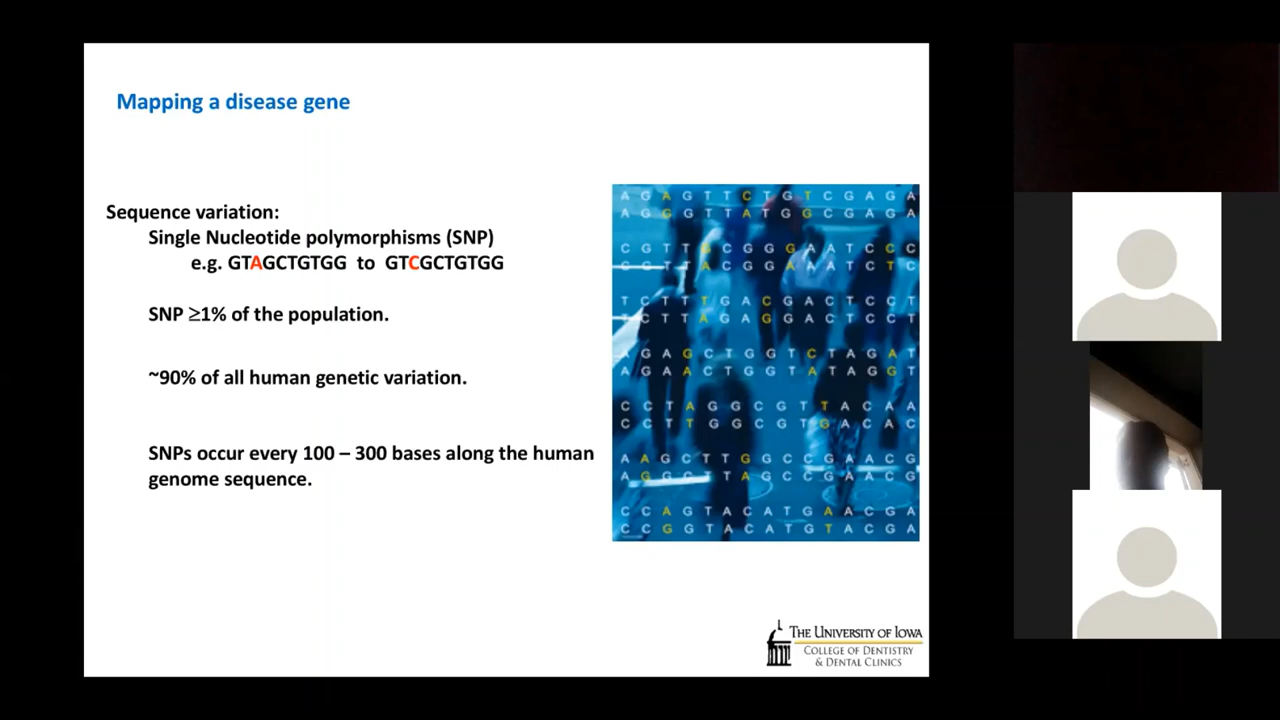 Mapping a disease gene
Sequence variation:
Single Nucleotide polymorphisms (SNP)
e.g. GTAGCTGTGG to GTCGCTGTGG
SNP ≥1% of the population.
~90% of all human genetic variation.
SNPs occur every 100 – 300 bases along the human
genome sequence.
A G A G T T C T G T C G A G A
A G G G T T A T G G C G A G A
C G T T G C G G G A A T C C C
C C T T A C G G A A A T C T C
T C T T T G A C G A C T C C T
T C T T A G A G G A C T C C T
A G A G C T G G T C T A G A T
A G A A C T G G T A T A G G T
C C T A G G C G T T A C A A
C C T T G G C G T G A C A C
A A G C T T G G C C G A A C G
A G G C T T A G C C G A A C G
C C A G T A C A T G A A C G A
C C G G T A C A T G T A C G A
THE UNIVERSITY OF IOWA
COLLEGE OF DENTISTRY
& DENTAL CLINICS